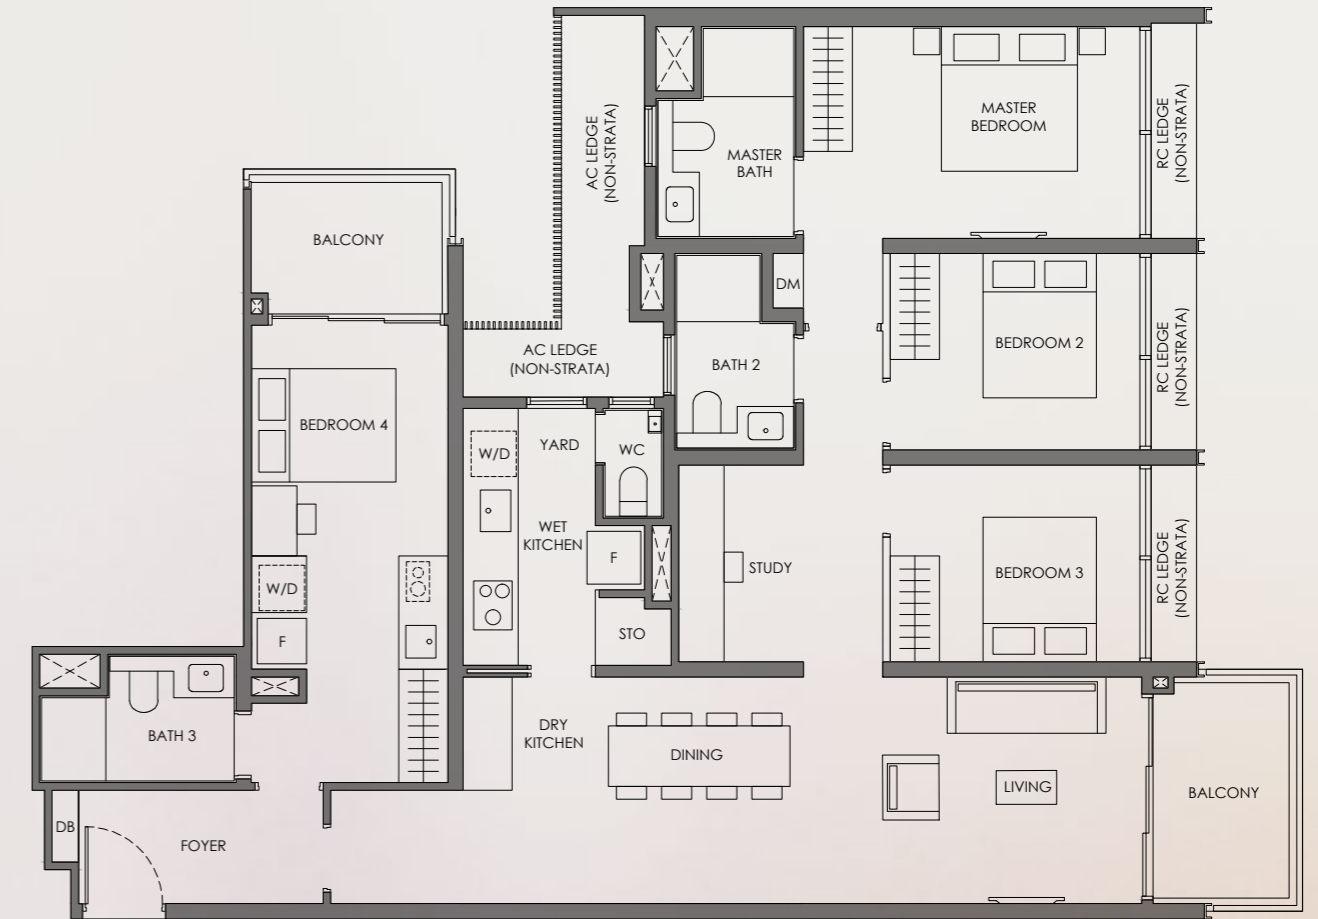 MASTER
BEDROOM
RC LEDGE
(NON-STRATA)
AC LEDGE
(NON-STRATA)
MASTER
BATH
BALCONY
DM
BEDROOM 2
RC LEDGE
(NON-STRATA)
AC LEDGE
(NON-STRATA)
BATH 2
BEDROOM 4
W/D
YARD
WC
WET
KITCHEN
F
STUDY
BEDROOM 3
RC LEDGE
(NON-STRATA)
W/D
F
STO
BATH 3
DRY
KITCHEN
DINING
LIVING
BALCONY
DB
FOYER